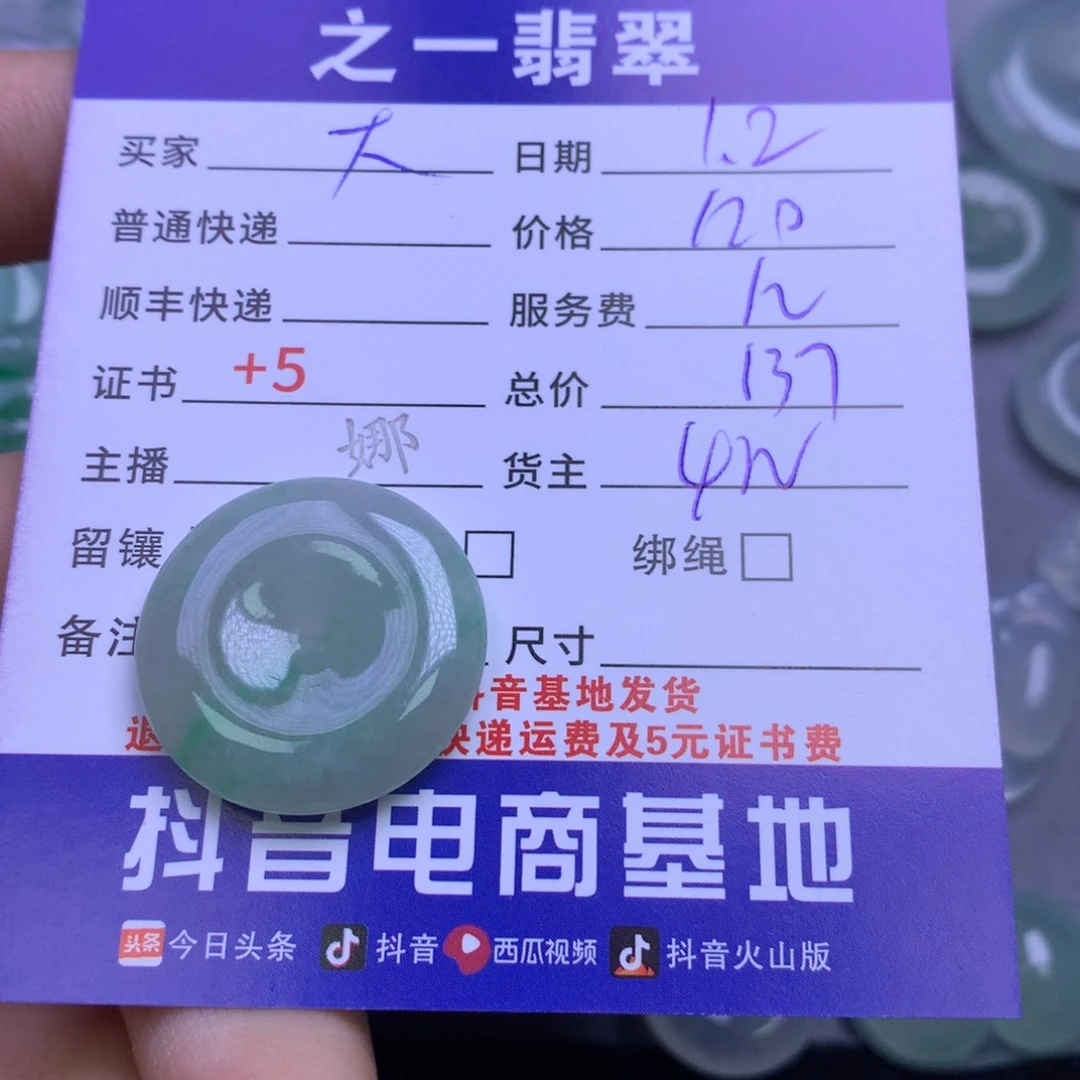 之一翡翠
买家 大 日期 1.2
普通快递 价格 120
顺丰快递 服务费 12
证书 +5 总价 137
主播 娜 货主
留镶 绑绳
备注 尺寸
音基地发货
退 快递运费及5元证书费
抖音电商基地
头条 今日头条 抖音 西瓜视频 抖音火山版